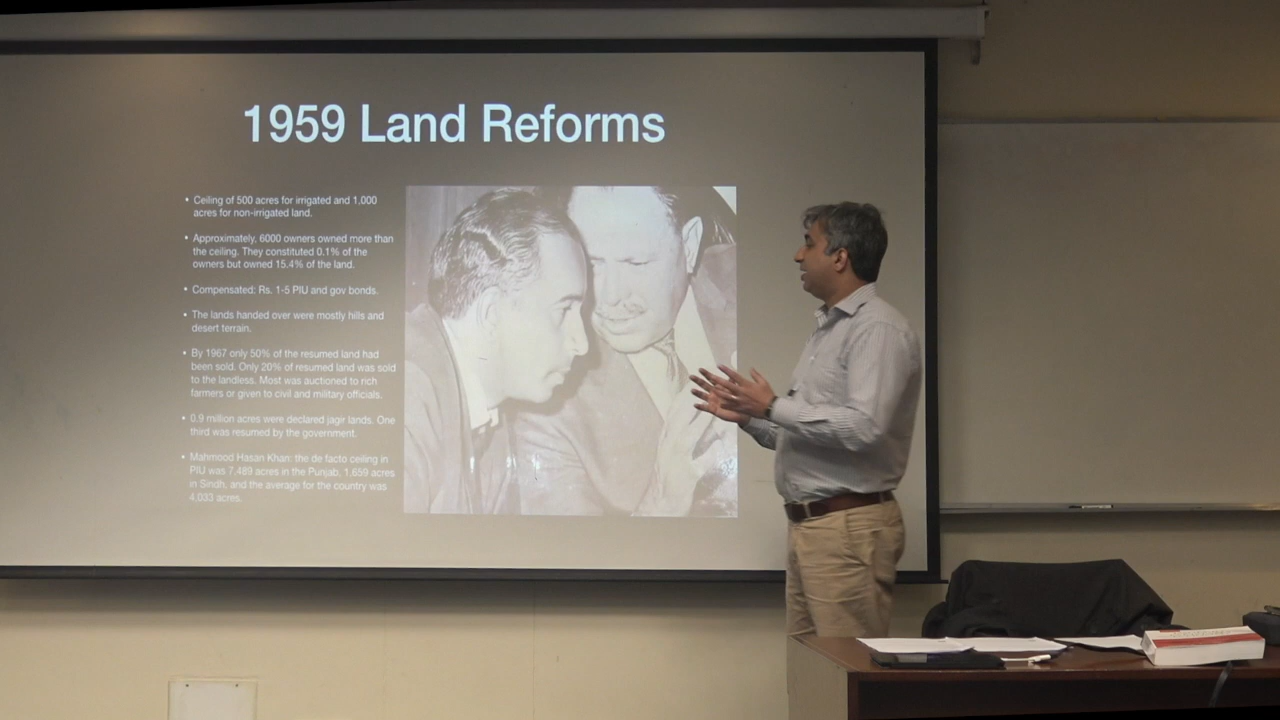 1959 Land Reforms
• Ceiling of 500 acres for irrigated and 1,000
acres for non-irrigated land.
• Approximately, 6000 owners owned more than
the ceiling. They constituted 0.1% of the
owners but owned 15.4% of the land.
• Compensated: Rs. 1-5 PIU and gov bonds.
• The lands handed over were mostly hills and
desert terrain.
• By 1967 only 50% of the resumed land had
been sold. Only 20% of resumed land was sold
to the landless. Most was auctioned to rich
farmers or given to civil and military officials.
• 0.9 million acres were declared jagir lands. One
third was resumed by the government.
• Mahmood Hasan Khan: the de facto ceiling in
PIU was 7,489 acres in the Punjab, 1,659 acres
in Sindh, and the average for the country was
4,033 acres.